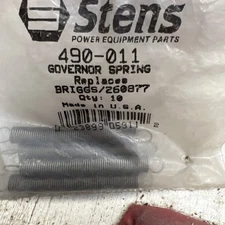 Stens
POWER EQUIPMENT PARTS
490-011
GOVERNOR SPRING
Replaces
BRIGGS/260877
Qty: 10
Made in U.S.A.